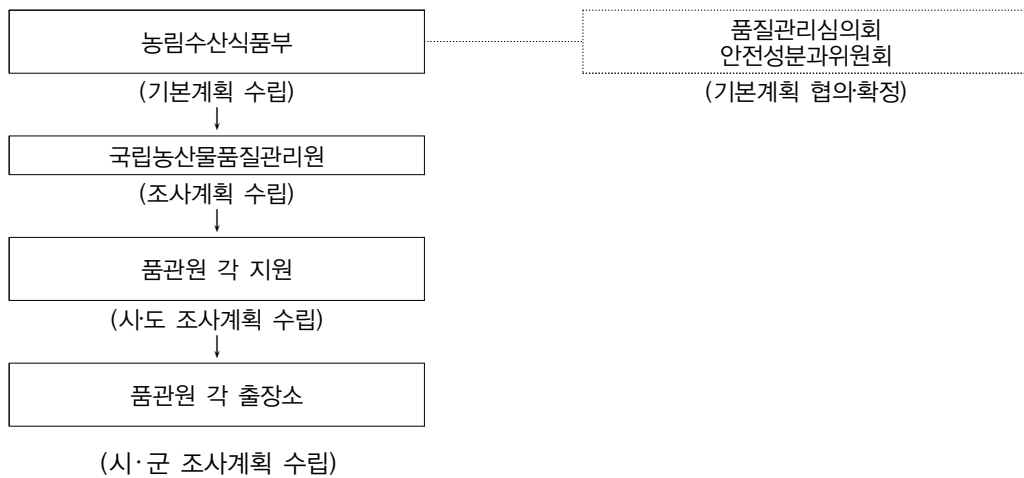 농림수산식품부
품질관리심의회
안전성분과위원회
(기본계획 수립)
(기본계획 협의·확정)
국립농산물품질관리원
(조사계획 수립)
품관원 각 지원
(시·도 조사계획 수립)
품관원 각 출장소
(시·군 조사계획 수립)